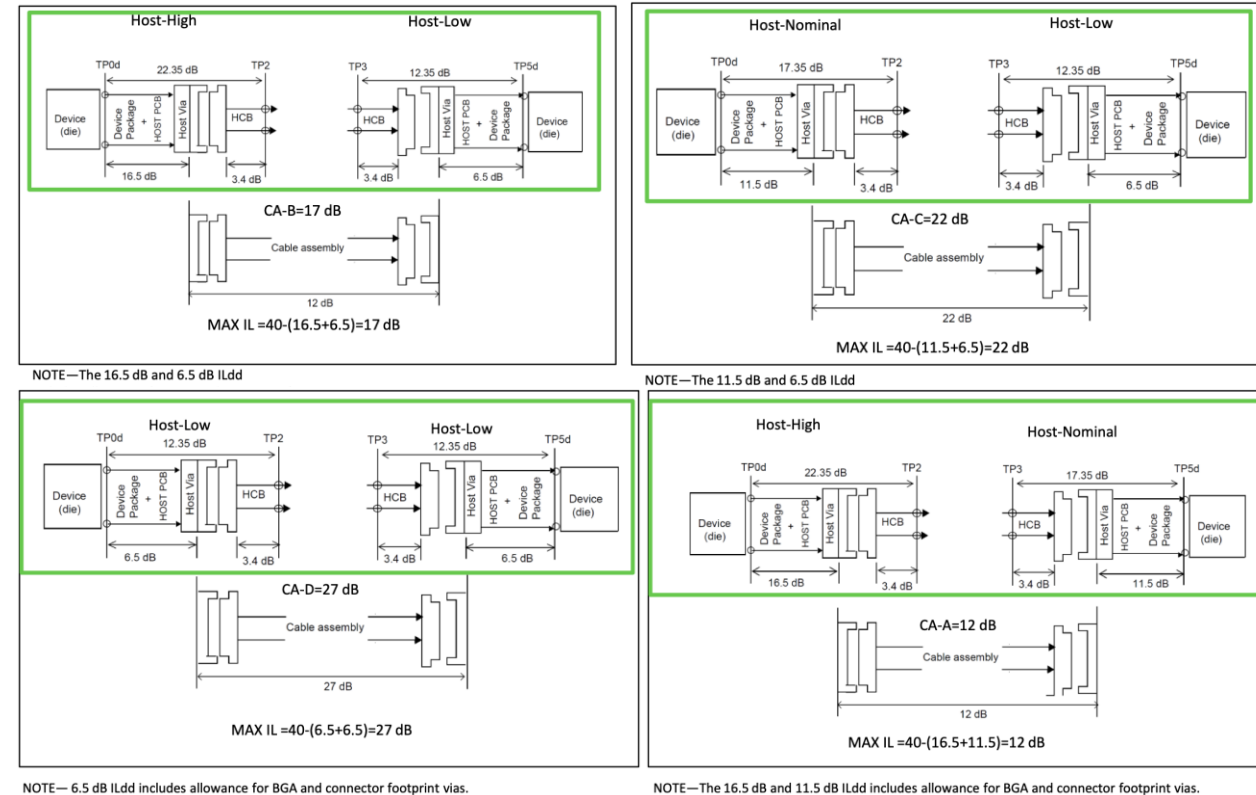 Host-High
Host-Low
TP0d
22.35 dB
TP2
TP3
12.35 dB
TP5d
Device
(die)
Device
Package
+
HOST PCB
Host Via
HCB
HCB
Host Via
HOST PCB
+
Device
Package
Device
(die)
16.5 dB
3.4 dB
3.4 dB
6.5 dB
CA-B=17 dB
Cable assembly
12 dB
MAX IL =40-(16.5+6.5)=17 dB
NOTE—The 16.5 dB and 6.5 dB ILdd
Host-Nominal
Host-Low
TP0d
17.35 dB
TP2
TP3
12.35 dB
TP5d
Device
(die)
Device
Package
+
HOST PCB
Host Via
HCB
HCB
Host Via
HOST PCB
+
Device
Package
Device
(die)
11.5 dB
3.4 dB
3.4 dB
6.5 dB
CA-C=22 dB
Cable assembly
22 dB
MAX IL =40-(11.5+6.5)=22 dB
NOTE—The 11.5 dB and 6.5 dB ILdd
Host-Low
Host-Low
TP0d
12.35 dB
TP2
TP3
12.35 dB
TP5d
Device
(die)
Device
Package
+
HOST PCB
Host Via
HCB
HCB
Host Via
HOST PCB
+
Device
Package
Device
(die)
6.5 dB
3.4 dB
3.4 dB
6.5 dB
CA-D=27 dB
Cable assembly
27 dB
MAX IL =40-(6.5+6.5)=27 dB
NOTE— 6.5 dB ILdd includes allowance for BGA and connector footprint vias.
Host-High
Host-Nominal
TP0d
22.35 dB
TP2
TP3
17.35 dB
TP5d
Device
(die)
Device
Package
+
HOST PCB
Host Via
HCB
HCB
Host Via
HOST PCB
+
Device
Package
Device
(die)
16.5 dB
3.4 dB
3.4 dB
11.5 dB
CA-A=12 dB
Cable assembly
12 dB
MAX IL =40-(16.5+11.5)=12 dB
NOTE—The 16.5 dB and 11.5 dB ILdd includes allowance for BGA and connector footprint vias.